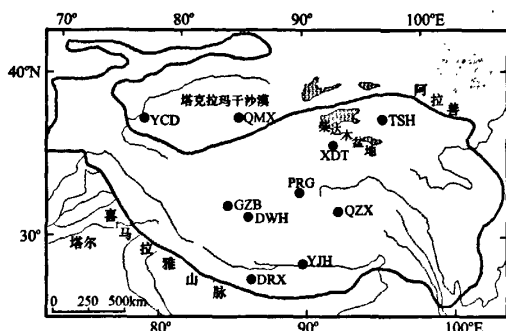 70° 80° 90° 100°E
40°N
阿拉善
塔克拉玛干沙漠
YCD
QMX
TSH
柴达木盆地
XDT
PRG
GZB
DWH
QZX
30°
塔尔
喜马拉雅山脉
YJH
DRX
0 250 500km
80° 90° 100°E